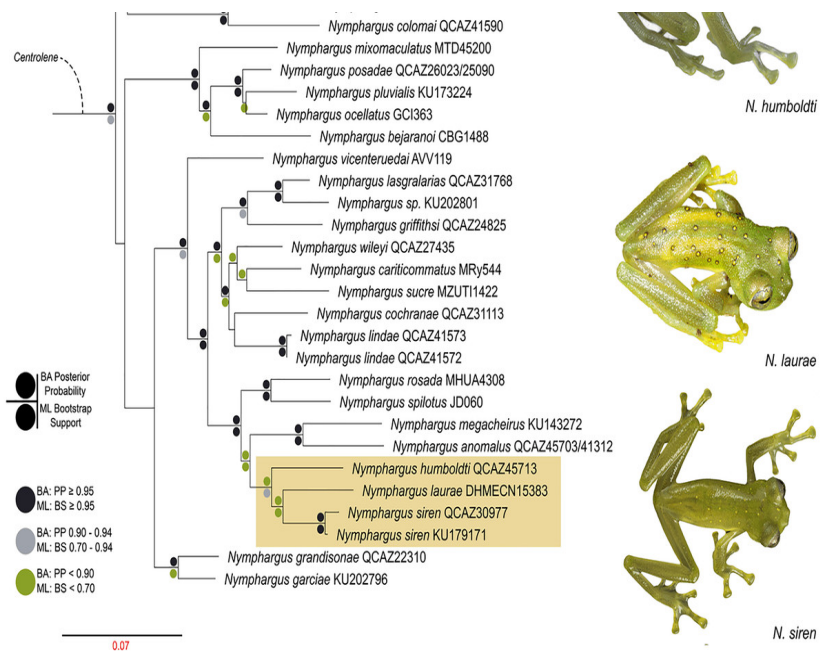 Nymphargus colomai QCAZ41590
Centrolene
Nymphargus mixomaculatus MTD45200
Nymphargus posadae QCAZ26023/25090
Nymphargus pluvialis KU173224
Nymphargus ocellatus GCI363
Nymphargus bejaranoi CBG1488
N. humboldti
Nymphargus vicenteruedai AVV119
Nymphargus lasgralarias QCAZ31768
Nymphargus sp. KU202801
Nymphargus griffithsi QCAZ24825
Nymphargus wileyi QCAZ27435
Nymphargus cariticommatus MRy544
Nymphargus sucre MZUTI1422
Nymphargus cochranae QCAZ31113
Nymphargus lindae QCAZ41573
Nymphargus lindae QCAZ41572
N. laurae
Nymphargus rosada MHUA4308
Nymphargus spilotus JD060
Nymphargus megacheirus KU143272
Nymphargus anomalus QCAZ45703/41312
Nymphargus humboldti QCAZ45713
Nymphargus laurae DHMECN15383
Nymphargus siren QCAZ30977
Nymphargus siren KU179171
Nymphargus grandisonae QCAZ22310
Nymphargus garciae KU202796
BA Posterior
Probability
ML Bootstrap
Support
BA: PP ≥ 0.95
ML: BS ≥ 0.95
BA: PP 0.90 - 0.94
ML: BS 0.70 - 0.94
BA: PP < 0.90
ML: BS < 0.70
0.07
N. siren